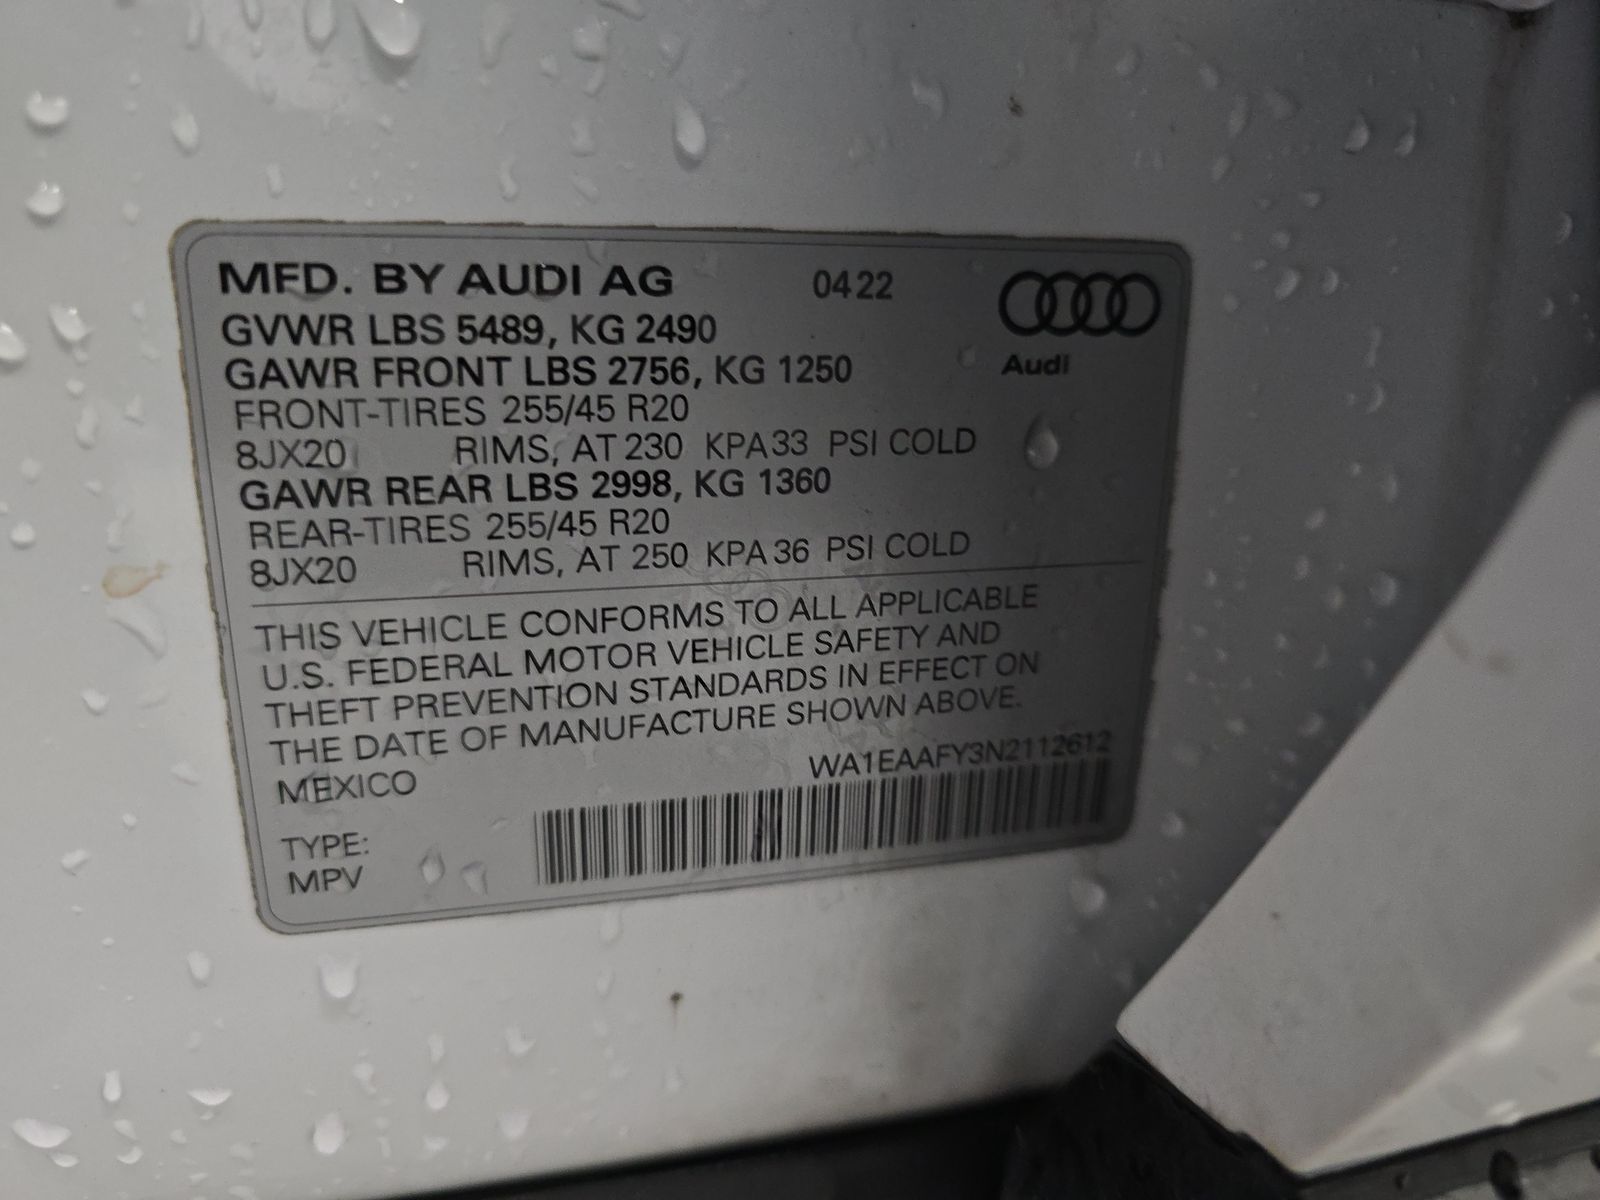 MFD. BY AUDI AG 0422
GVWR LBS 5489, KG 2490
GAWR FRONT LBS 2756, KG 1250
Audi
FRONT-TIRES 255/45 R20
8JX20 RIMS, AT 230 KPA 33 PSI COLD
GAWR REAR LBS 2998, KG 1360
REAR-TIRES 255/45 R20
8JX20 RIMS, AT 250 KPA 36 PSI COLD
THIS VEHICLE CONFORMS TO ALL APPLICABLE
U.S. FEDERAL MOTOR VEHICLE SAFETY AND
THEFT PREVENTION STANDARDS IN EFFECT ON
THE DATE OF MANUFACTURE SHOWN ABOVE.
MEXICO WA1EAAFY3N2112612
TYPE:
MPV